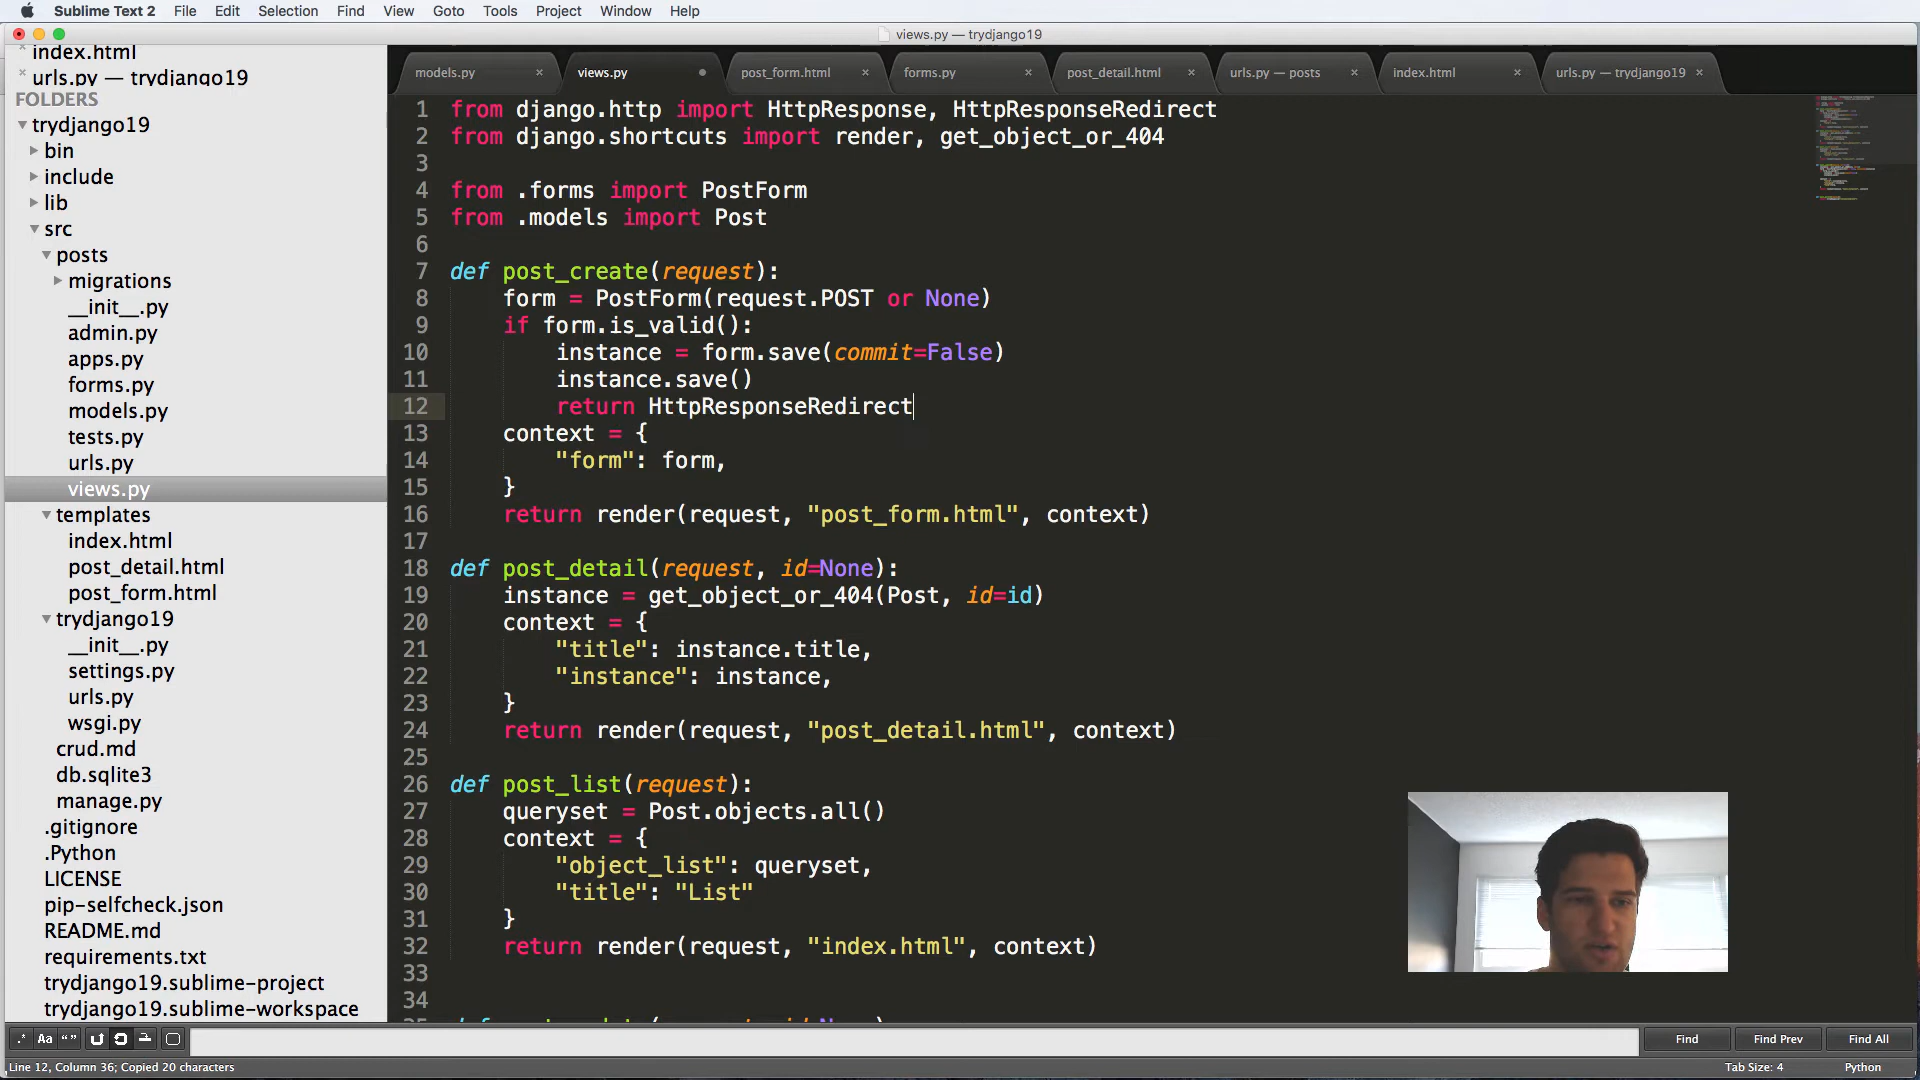 Sublime Text 2 File Edit Selection Find View Goto Tools Project Window Help
views.py — trydjango19
index.html
urls.py — trydjango19
FOLDERS
trydjango19
bin
include
lib
src
posts
migrations
__init__.py
admin.py
apps.py
forms.py
models.py
tests.py
urls.py
views.py
templates
index.html
post_detail.html
post_form.html
trydjango19
__init__.py
settings.py
urls.py
wsgi.py
crud.md
db.sqlite3
manage.py
.gitignore
.Python
LICENSE
pip-selfcheck.json
README.md
requirements.txt
trydjango19.sublime-project
trydjango19.sublime-workspace
models.py views.py post_form.html forms.py post_detail.html urls.py — posts index.html urls.py — trydjango19
1 from django.http import HttpResponse, HttpResponseRedirect
2 from django.shortcuts import render, get_object_or_404
3
4 from .forms import PostForm
5 from .models import Post
6
7 def post_create(request):
8 form = PostForm(request.POST or None)
9 if form.is_valid():
10 instance = form.save(commit=False)
11 instance.save()
12 return HttpResponseRedirect
13 context = {
14 "form": form,
15 }
16 return render(request, "post_form.html", context)
17
18 def post_detail(request, id=None):
19 instance = get_object_or_404(Post, id=id)
20 context = {
21 "title": instance.title,
22 "instance": instance,
23 }
24 return render(request, "post_detail.html", context)
25
26 def post_list(request):
27 queryset = Post.objects.all()
28 context = {
29 "object_list": queryset,
30 "title": "List"
31 }
32 return render(request, "index.html", context)
33
34
.* Aa “” Find Find Prev Find All
Line 12, Column 36; Copied 20 characters Tab Size: 4 Python